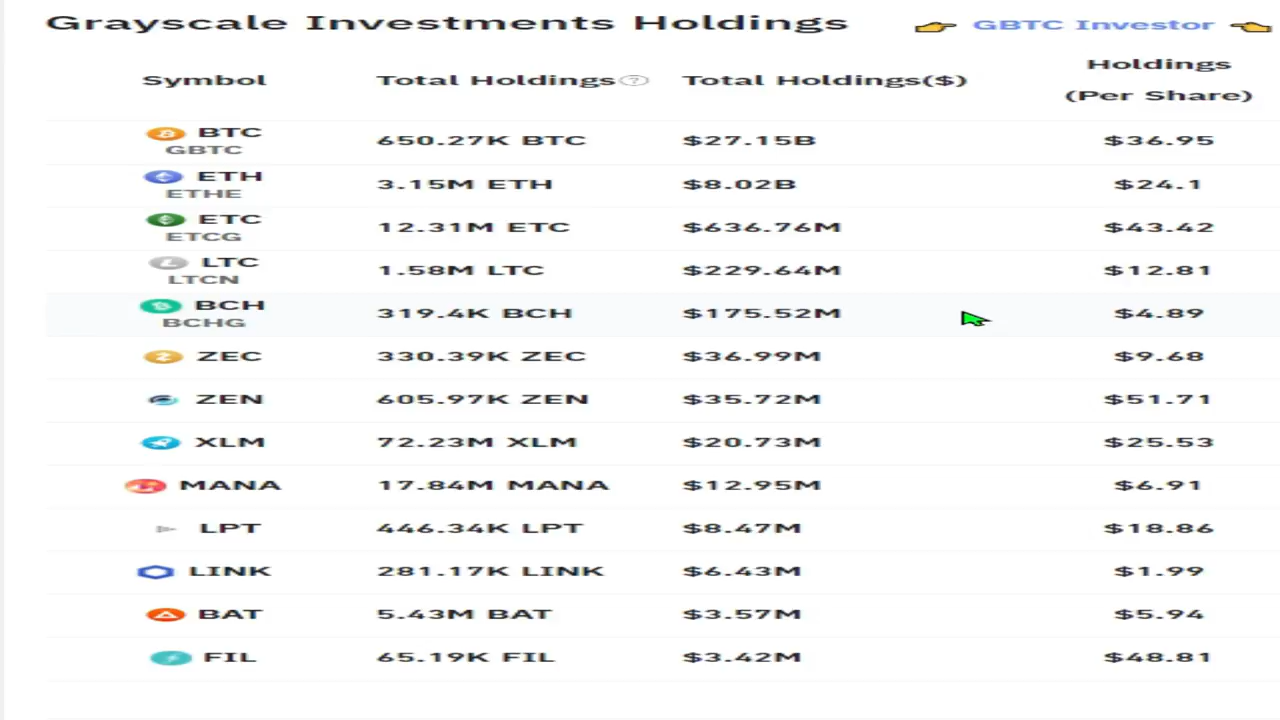 Grayscale Investments Holdings 👉 GBTC Investor 👈
Symbol Total Holdings ? Total Holdings($) Holdings (Per Share)
BTC 650.27K BTC $27.15B $36.95
GBTC
ETH 3.15M ETH $8.02B $24.1
ETHE
ETC 12.31M ETC $636.76M $43.42
ETCG
LTC 1.58M LTC $229.64M $12.81
LTCN
BCH 319.4K BCH $175.52M $4.89
BCHG
ZEC 330.39K ZEC $36.99M $9.68
ZEN 605.97K ZEN $35.72M $51.71
XLM 72.23M XLM $20.73M $25.53
MANA 17.84M MANA $12.95M $6.91
LPT 446.34K LPT $8.47M $18.86
LINK 281.17K LINK $6.43M $1.99
BAT 5.43M BAT $3.57M $5.94
FIL 65.19K FIL $3.42M $48.81